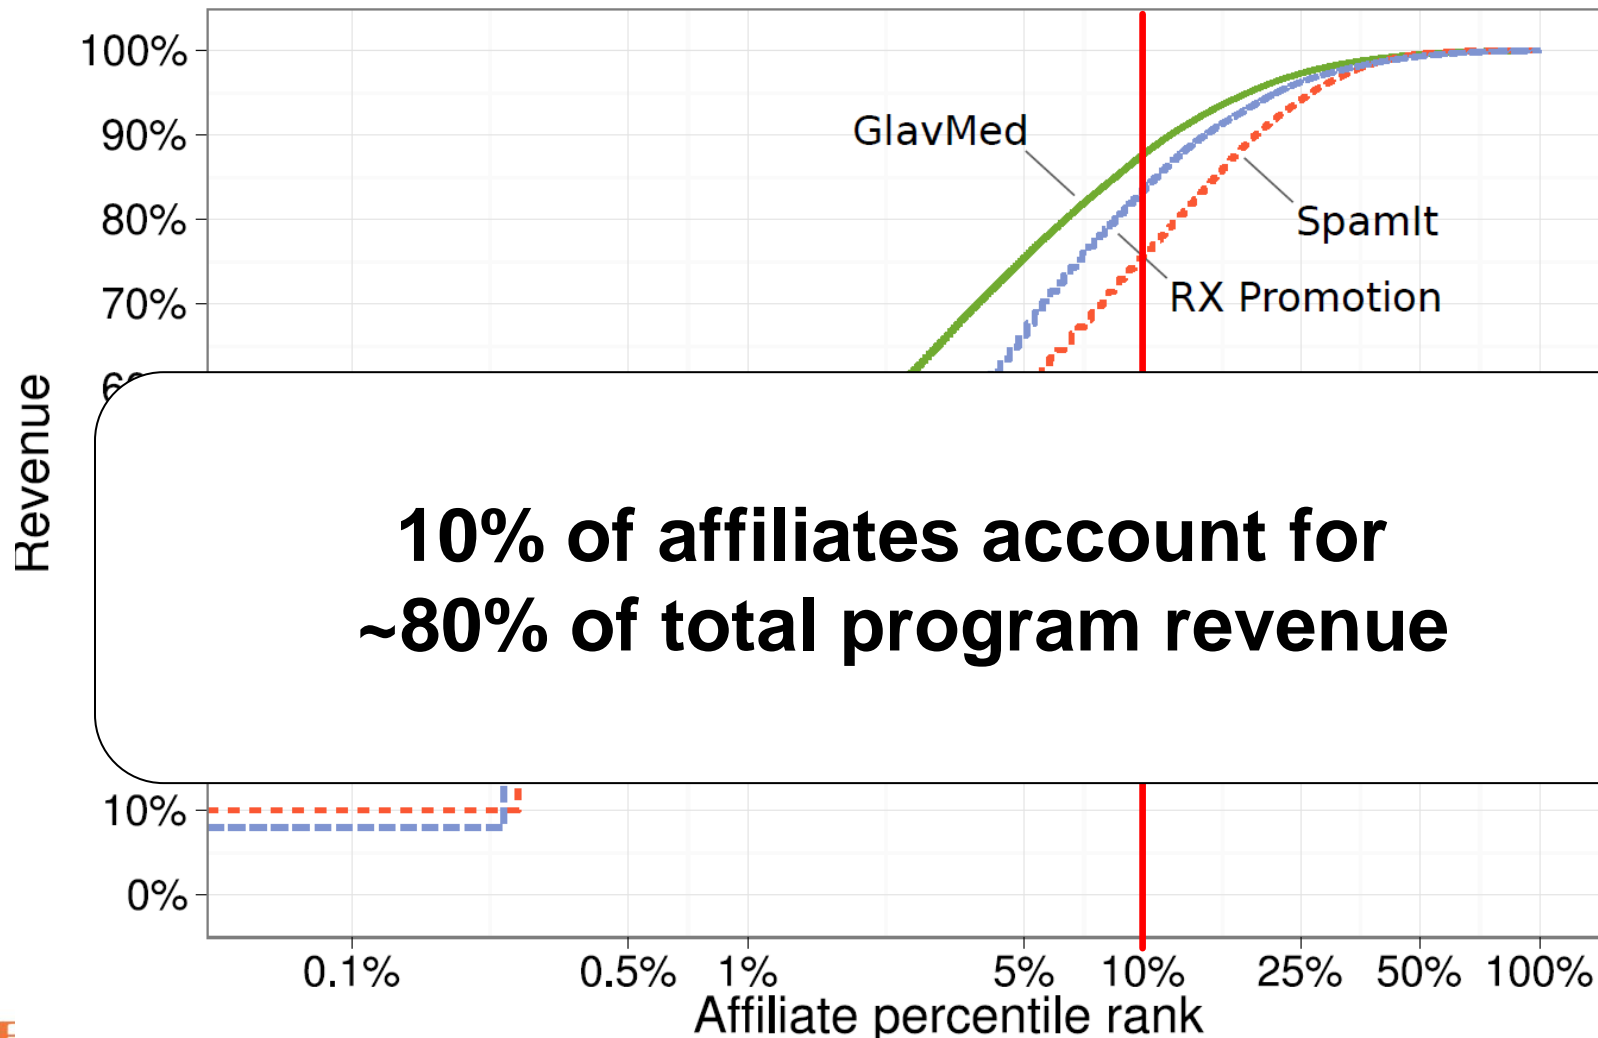 100%
90%
80%
70%
10%
0%
Revenue
GlavMed
SpamIt
RX Promotion
10% of affiliates account for
~80% of total program revenue
0.1% 0.5% 1% 5% 10% 25% 50% 100%
Affiliate percentile rank